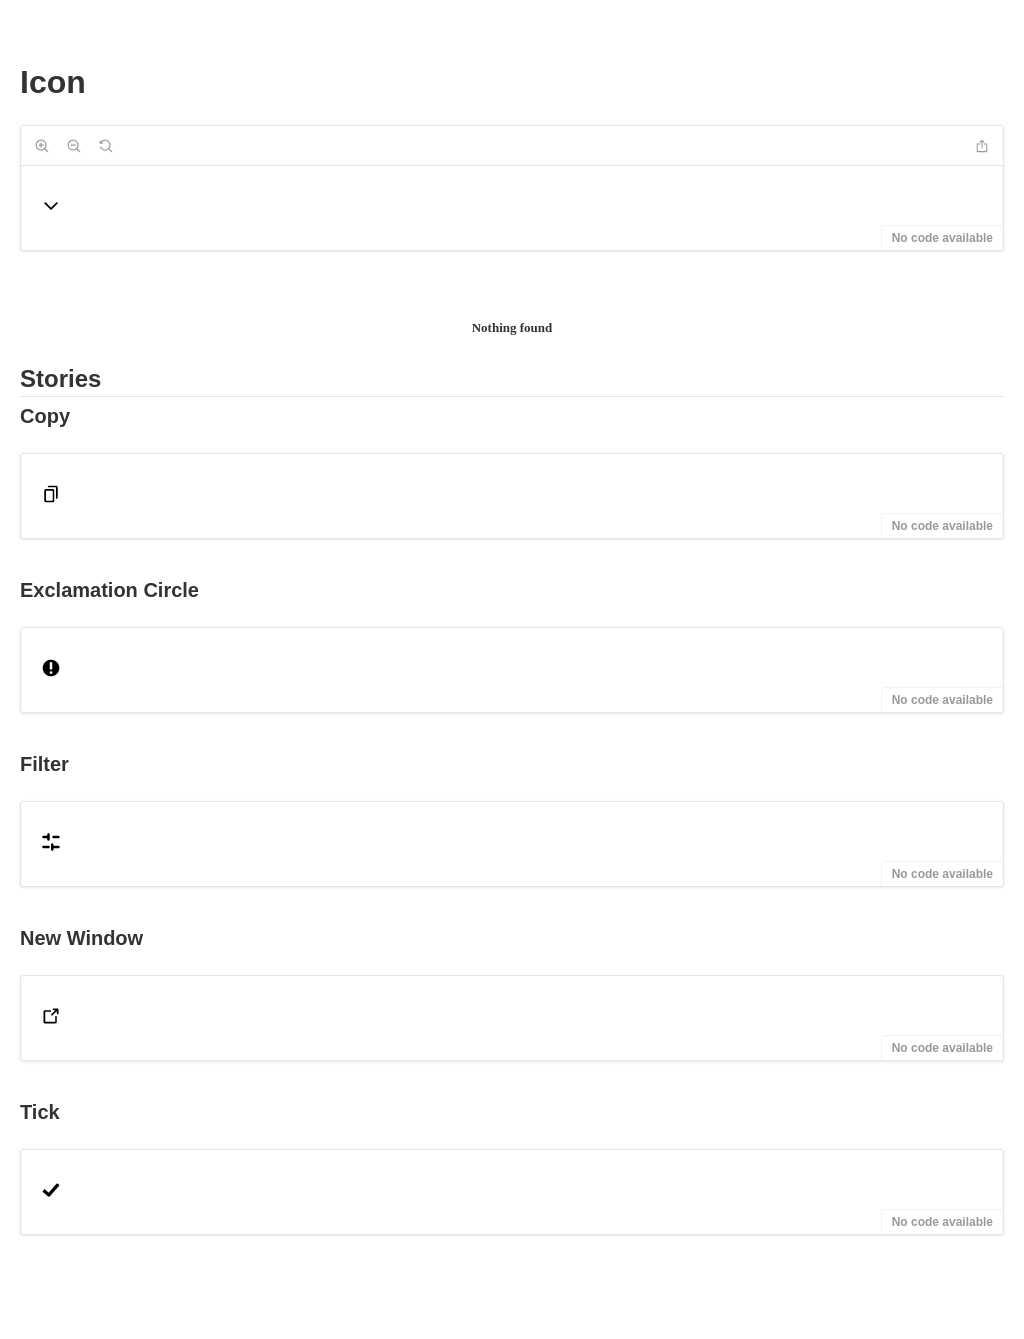 Icon
No code available
Nothing found
Stories
Copy
No code available
Exclamation Circle
No code available
Filter
No code available
New Window
No code available
Tick
No code available